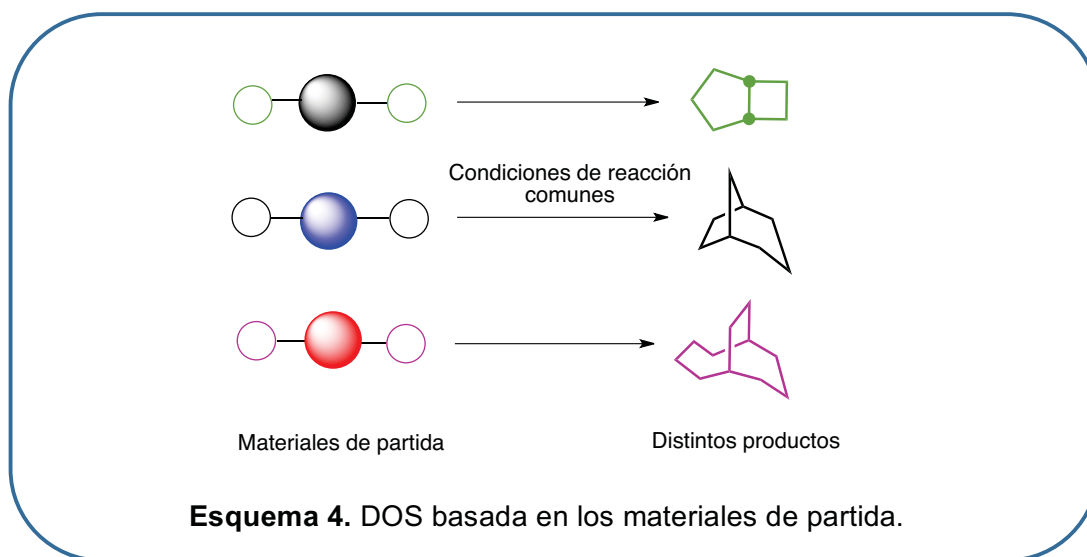 Condiciones de reacción
comunes
Materiales de partida
Distintos productos
Esquema 4. DOS basada en los materiales de partida.